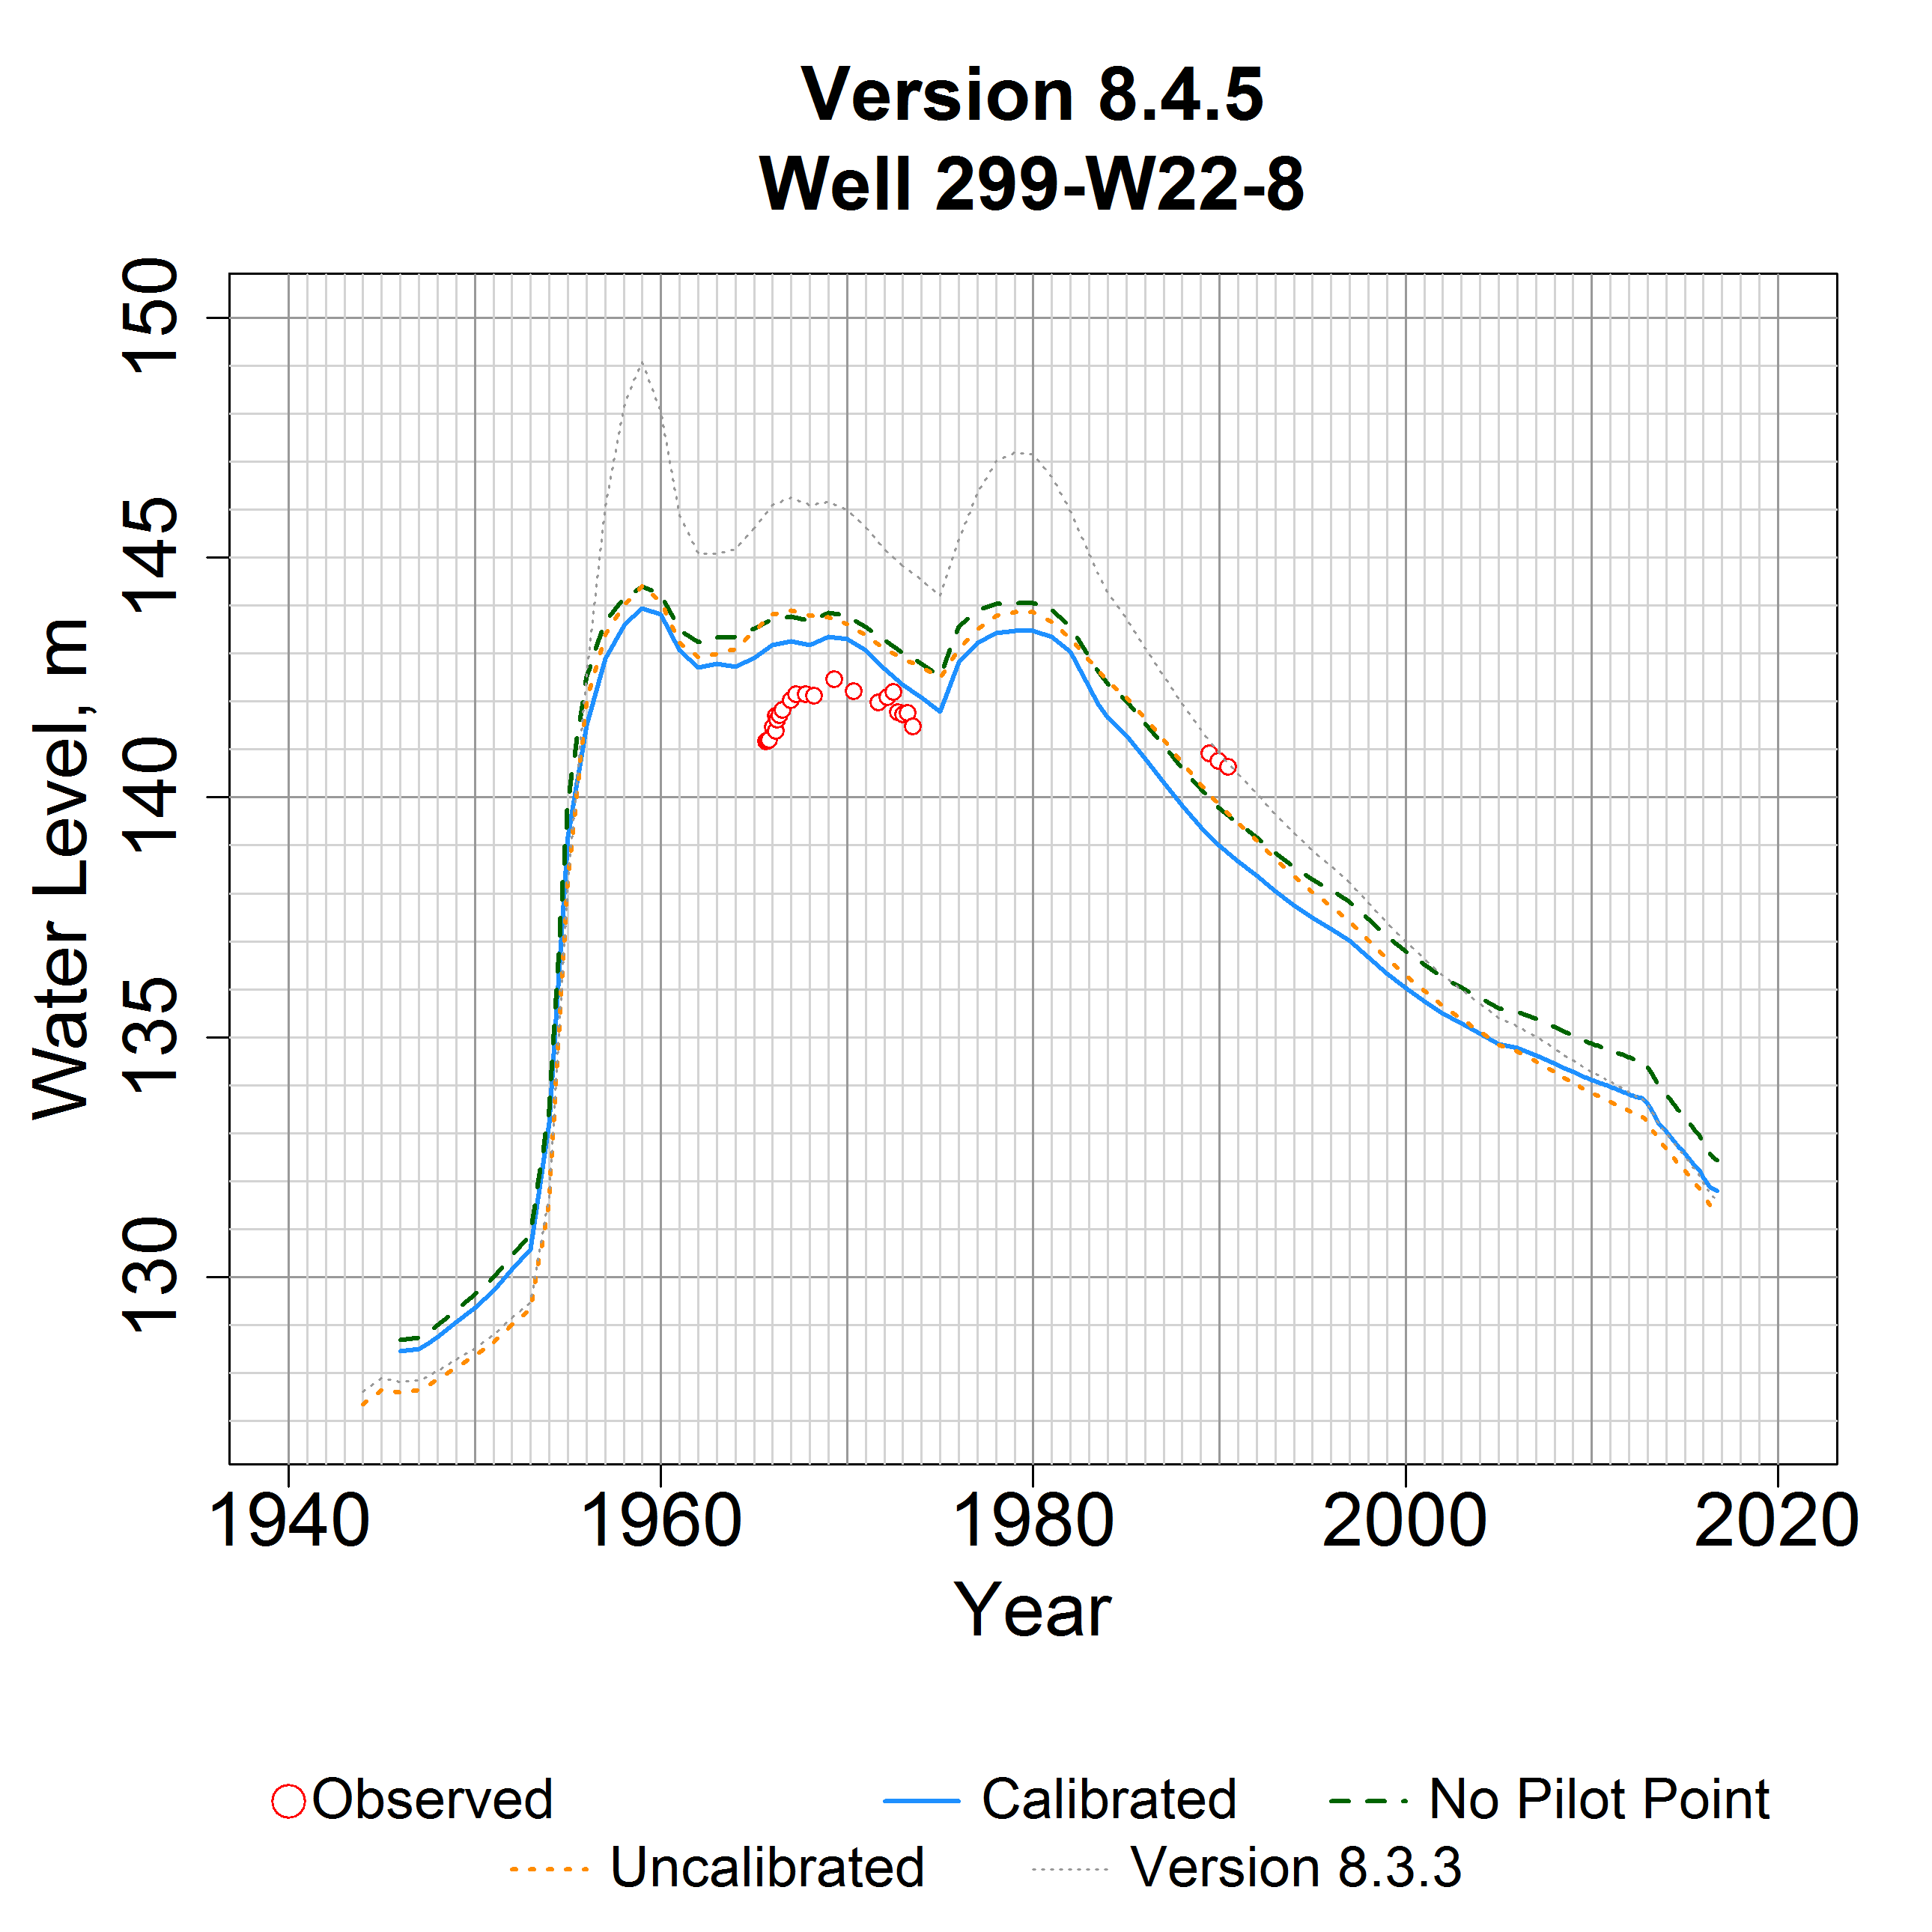 Version 8.4.5
Well 299-W22-8
Water Level, m
150
145
140
135
130
1940 1960 1980 2000 2020
Year
Observed Calibrated No Pilot Point
Uncalibrated Version 8.3.3